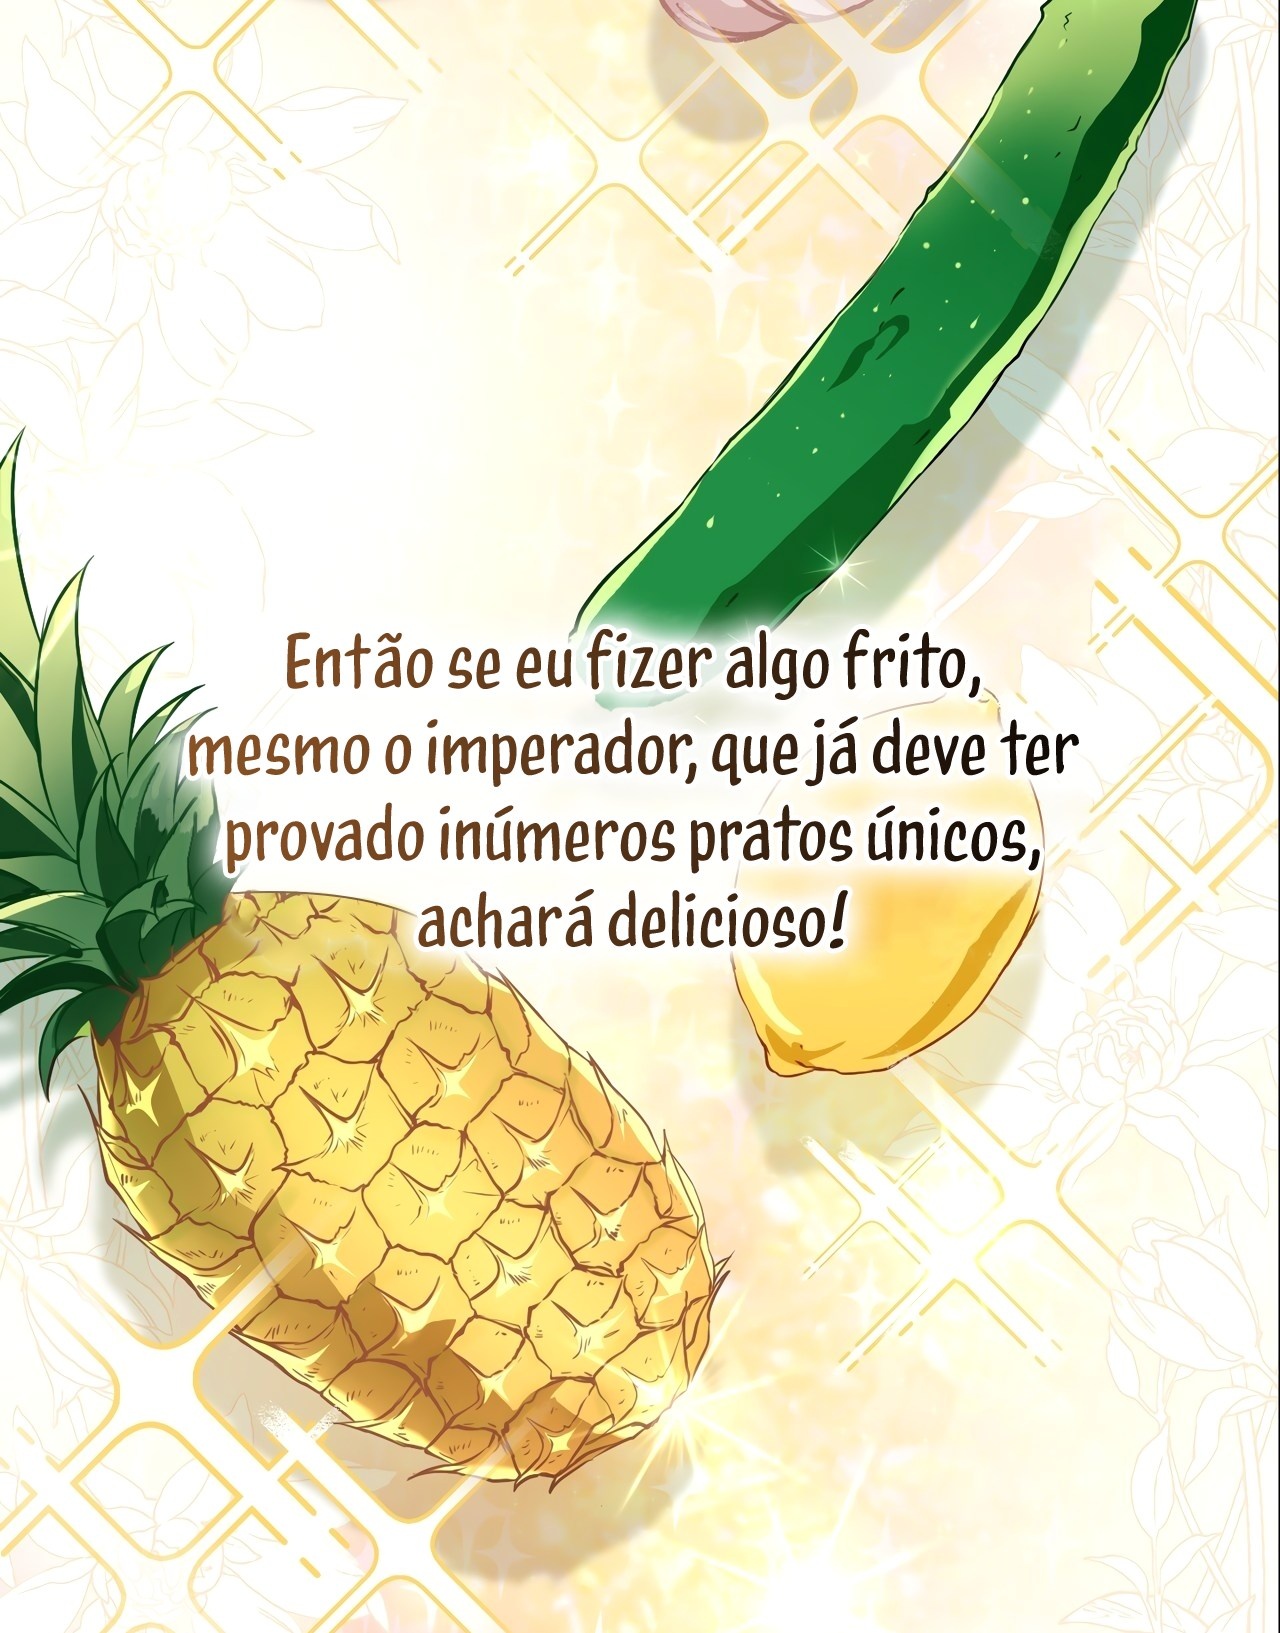 Então se eu fizer algo frito,
mesmo o imperador, que já deve ter
provado inúmeros pratos únicos,
achará delicioso!